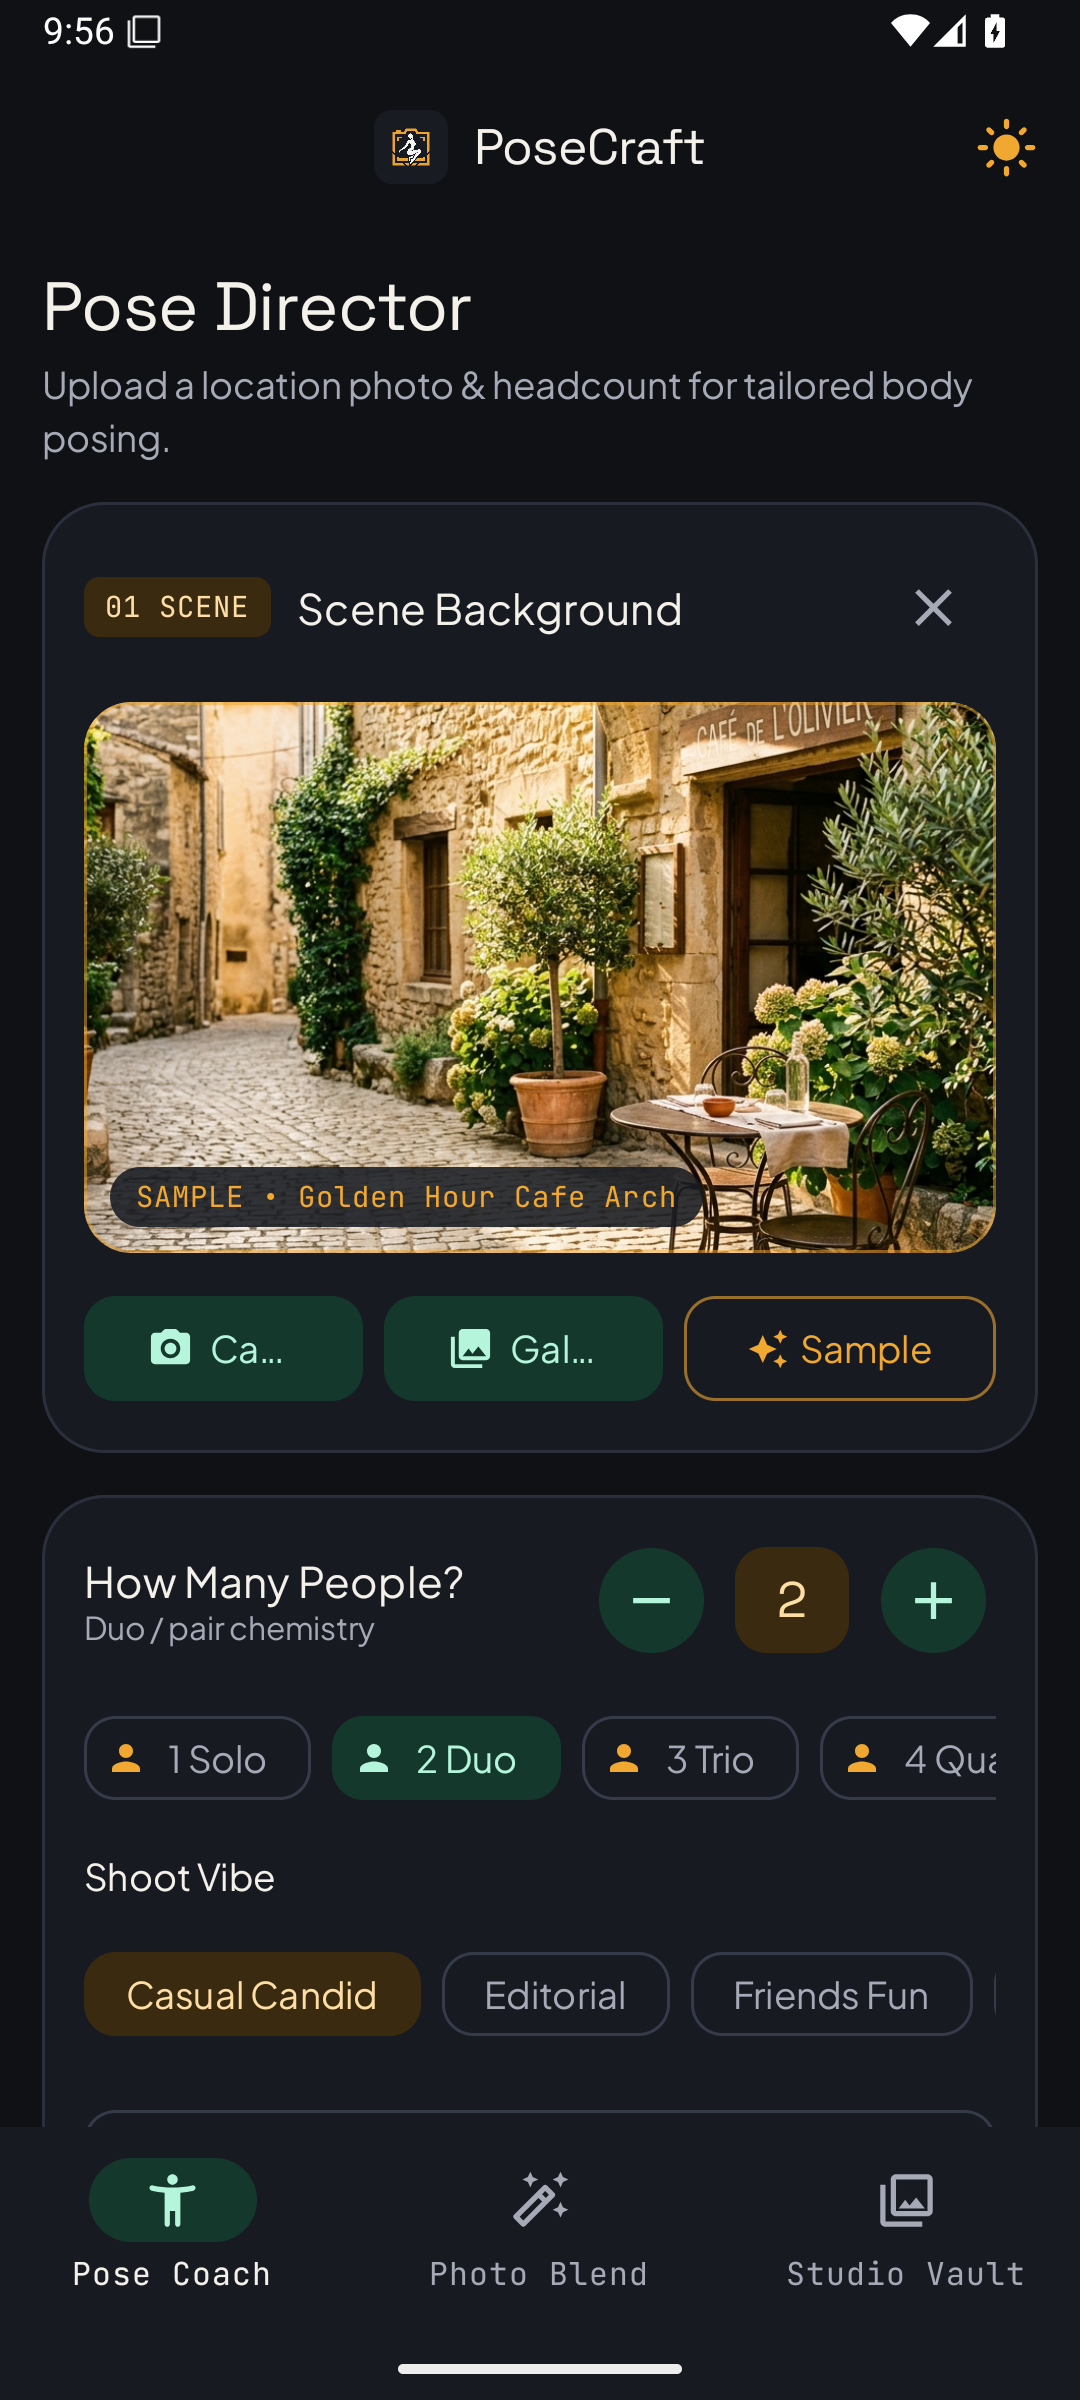 9:56
PoseCraft
Pose Director
Upload a location photo & headcount for tailored body
posing.
01 SCENE
Scene Background
CAFÉ DE L'OLIVIER
SAMPLE • Golden Hour Cafe Arch
Ca...
Gal...
Sample
How Many People?
Duo / pair chemistry
2
1 Solo
2 Duo
3 Trio
4 Qua
Shoot Vibe
Casual Candid
Editorial
Friends Fun
Pose Coach
Photo Blend
Studio Vault